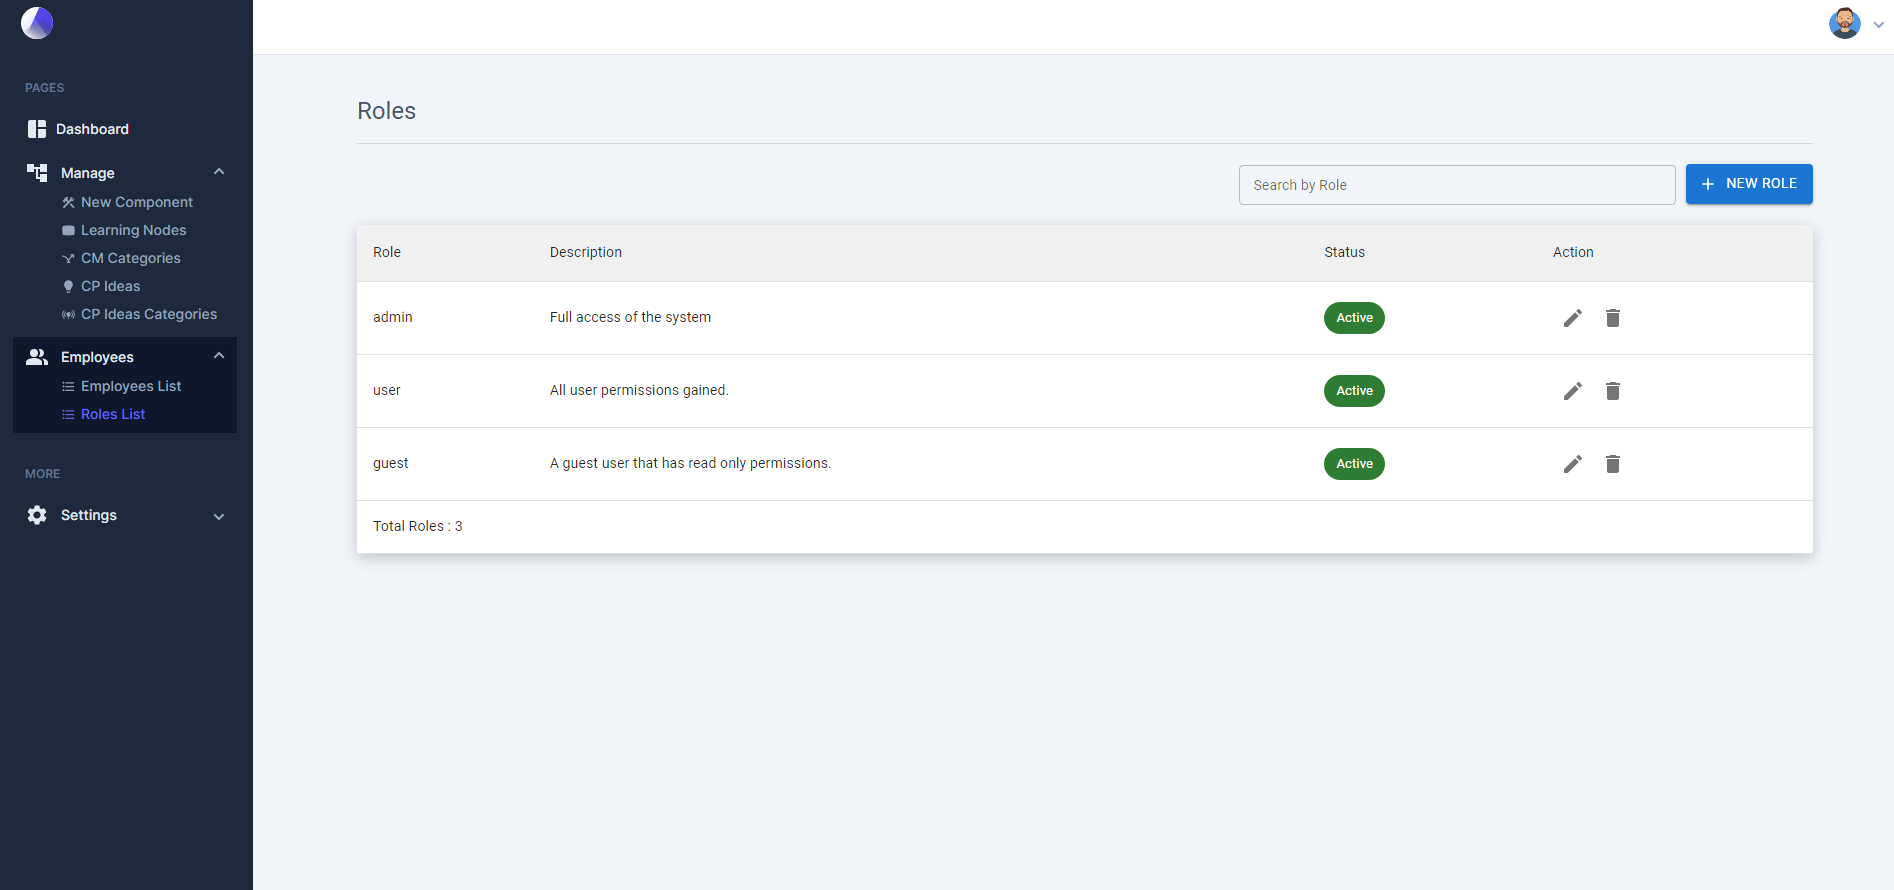 PAGES
Dashboard
Manage
New Component
Learning Nodes
CM Categories
CP Ideas
CP Ideas Categories
Employees
Employees List
Roles List
MORE
Settings
Roles
Search by Role
NEW ROLE
Role Description Status Action
admin Full access of the system Active
user All user permissions gained. Active
guest A guest user that has read only permissions. Active
Total Roles : 3